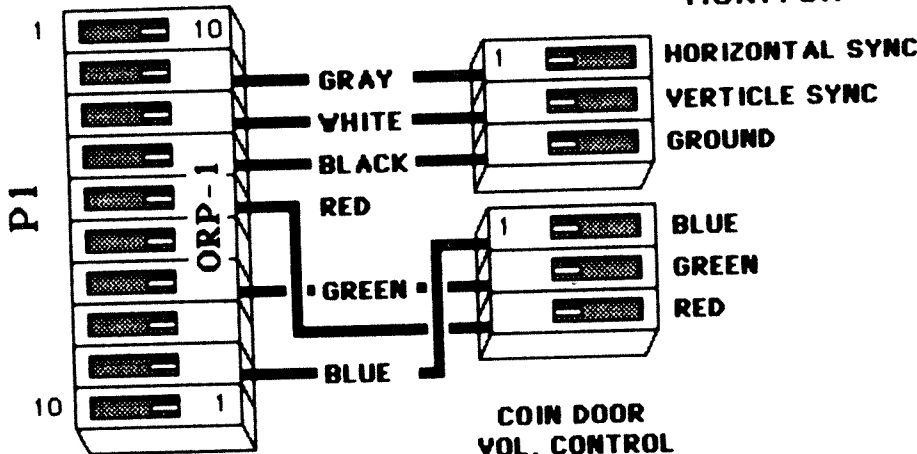 1 10
P1
ORP-1
10 1
GRAY
WHITE
BLACK
RED
GREEN
BLUE
1
HORIZONTAL SYNC
VERTICLE SYNC
GROUND
1
BLUE
GREEN
RED
COIN DOOR
VOL. CONTROL